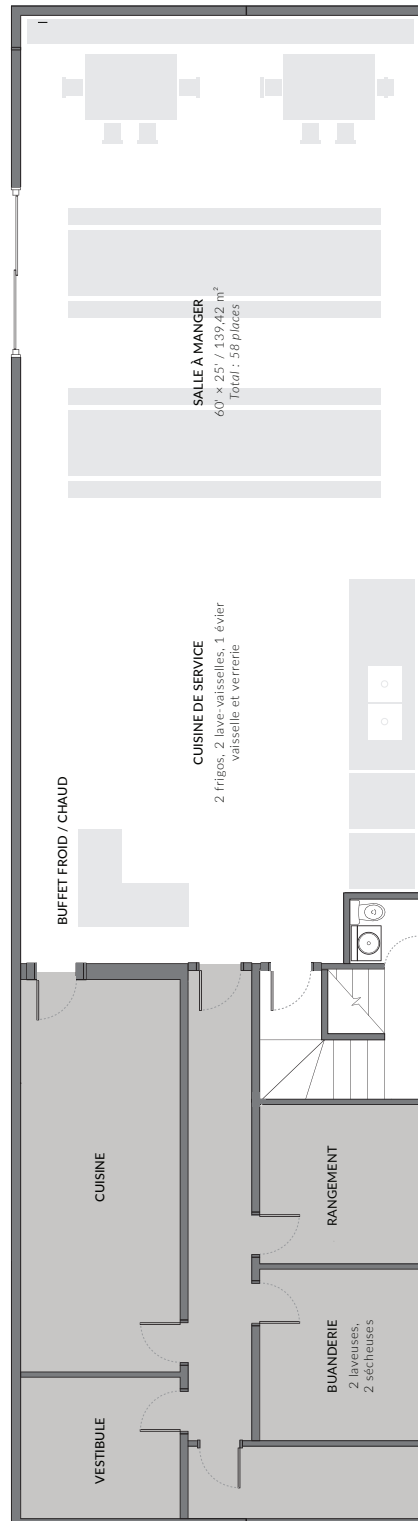 SALLE À MANGER
60' × 25' / 139,42 m²
Total : 58 places
CUISINE DE SERVICE
2 frigos, 2 lave-vaisselles, 1 évier
vaisselle et verrerie
BUFFET FROID / CHAUD
CUISINE
RANGEMENT
BUANDERIE
2 laveuses,
2 sécheuses
VESTIBULE